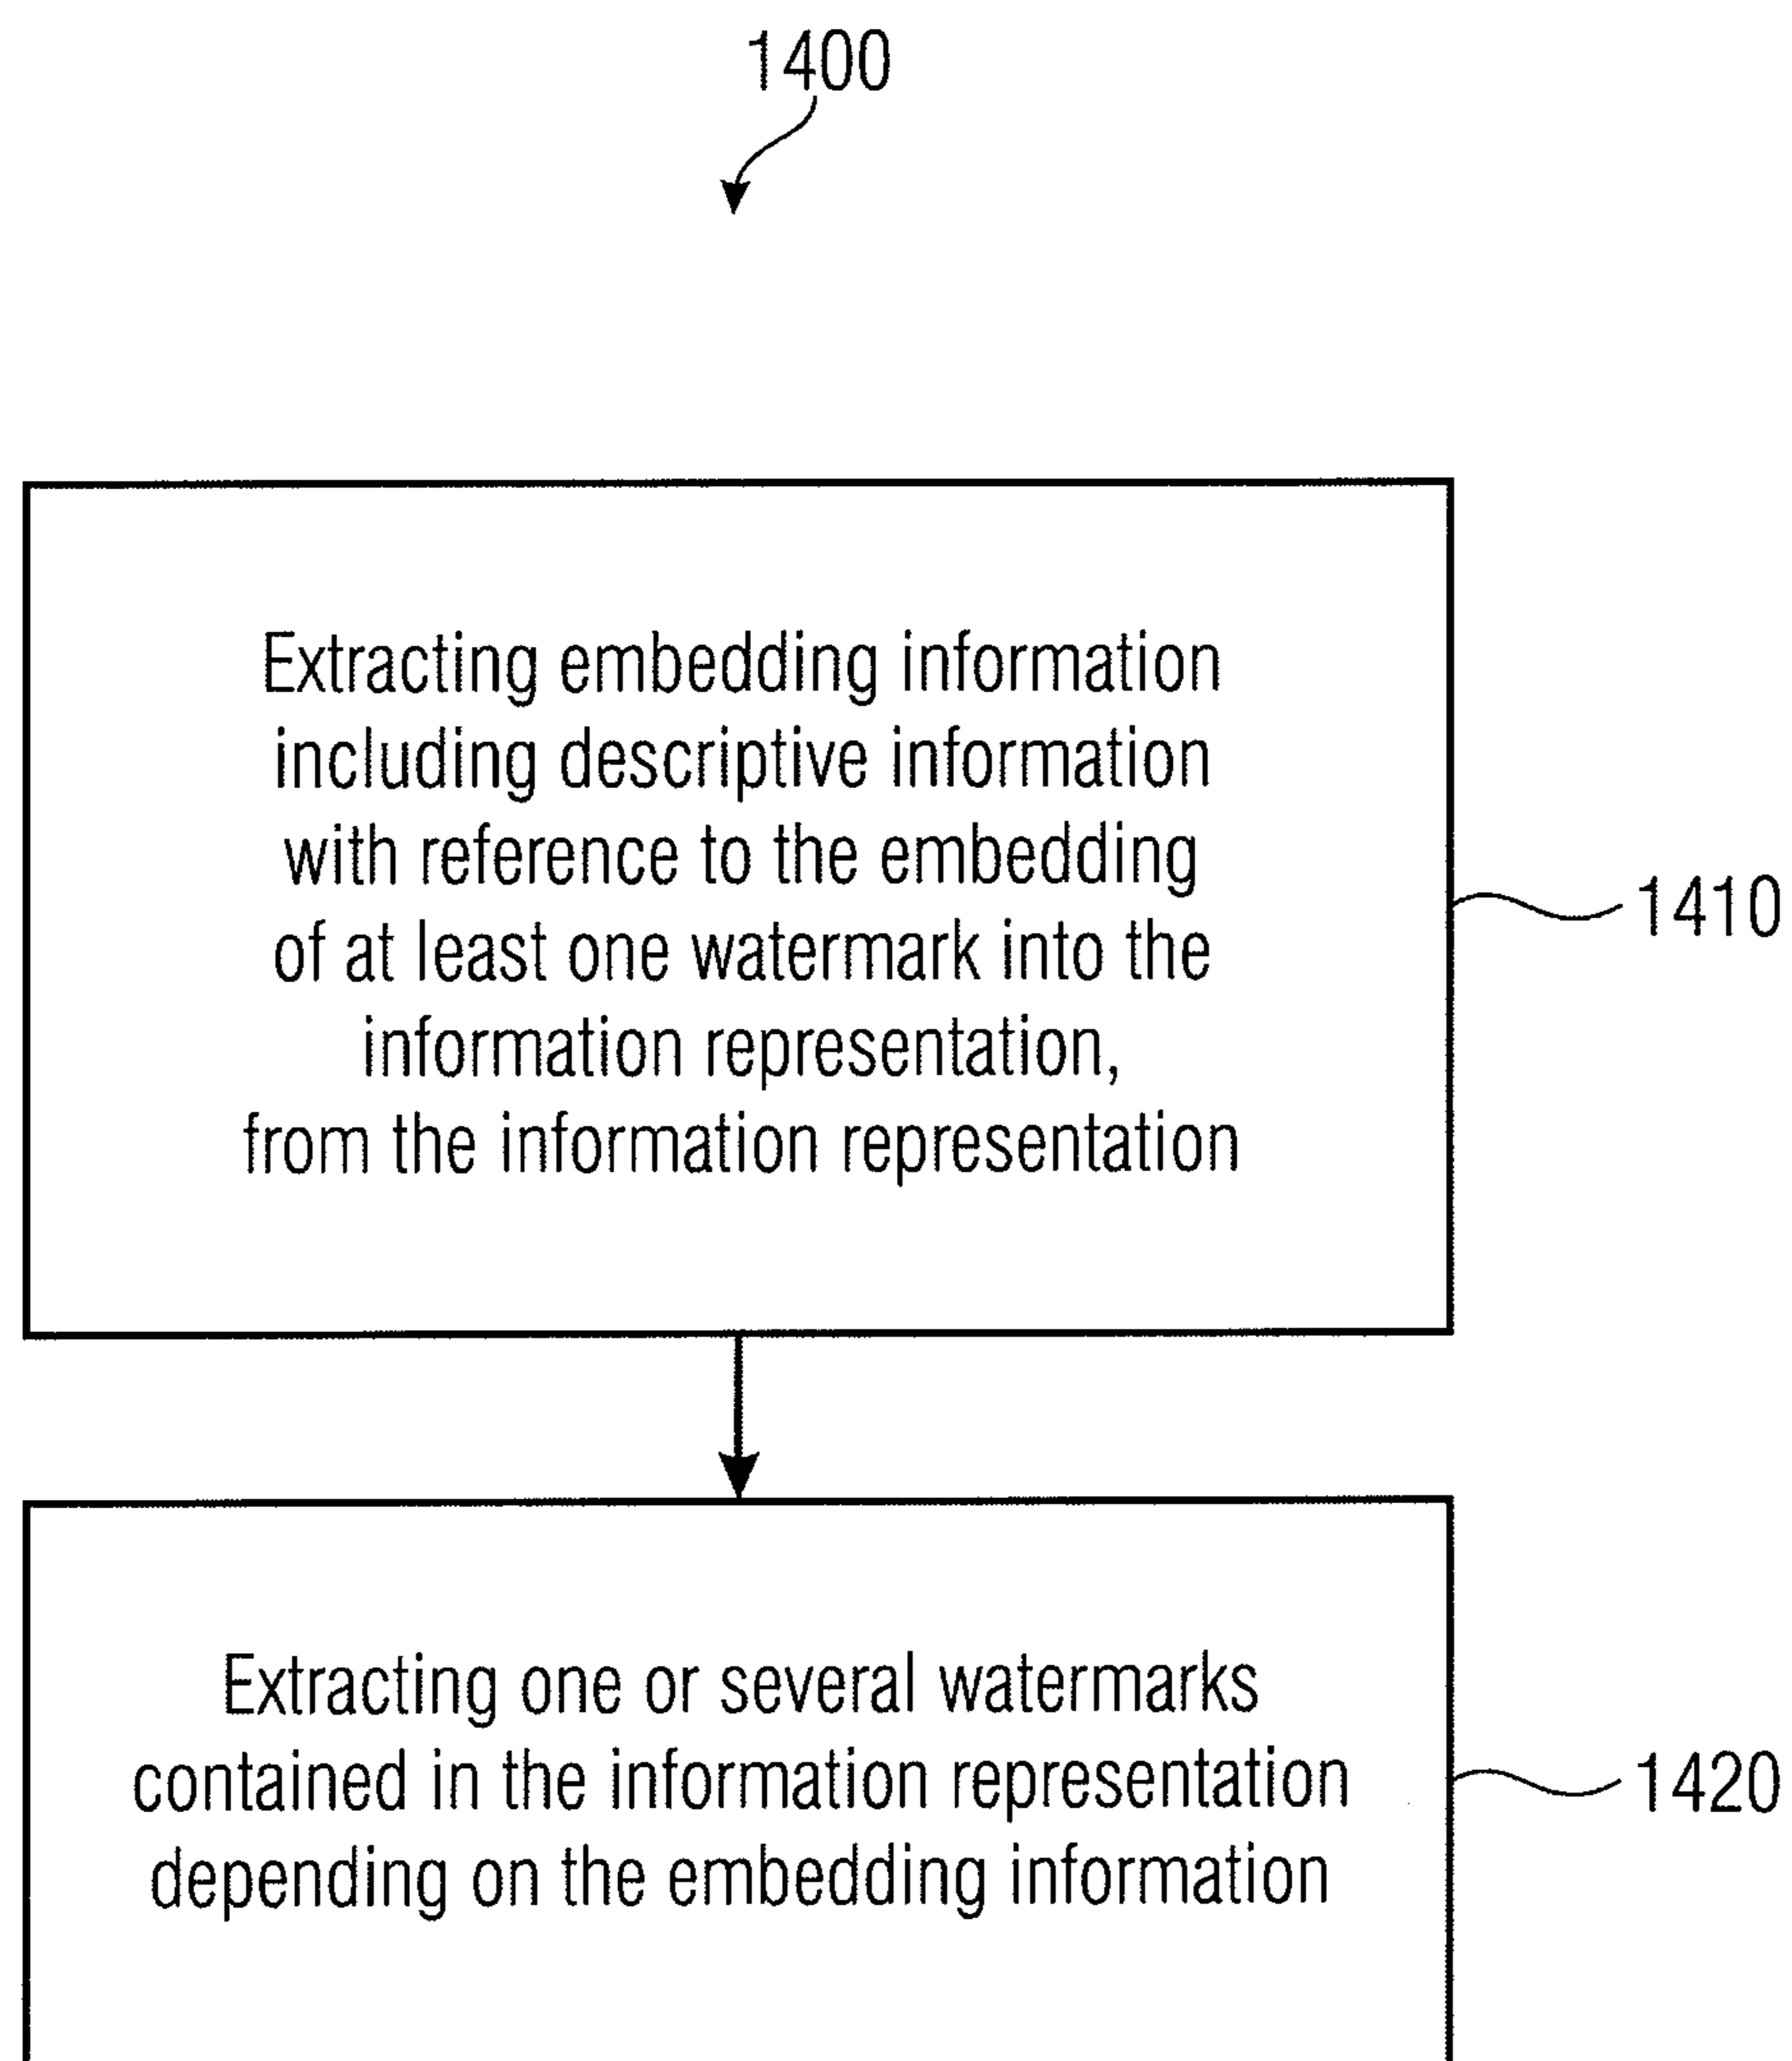 1400
Extracting embedding information
including descriptive information
with reference to the embedding
of at least one watermark into the
information representation,
from the information representation
1410
Extracting one or several watermarks
contained in the information representation
depending on the embedding information
1420